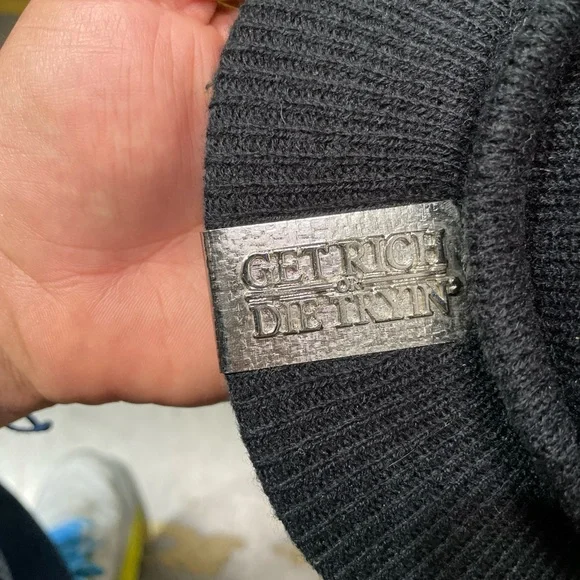 GET RICH
OR
DIE TRYIN'